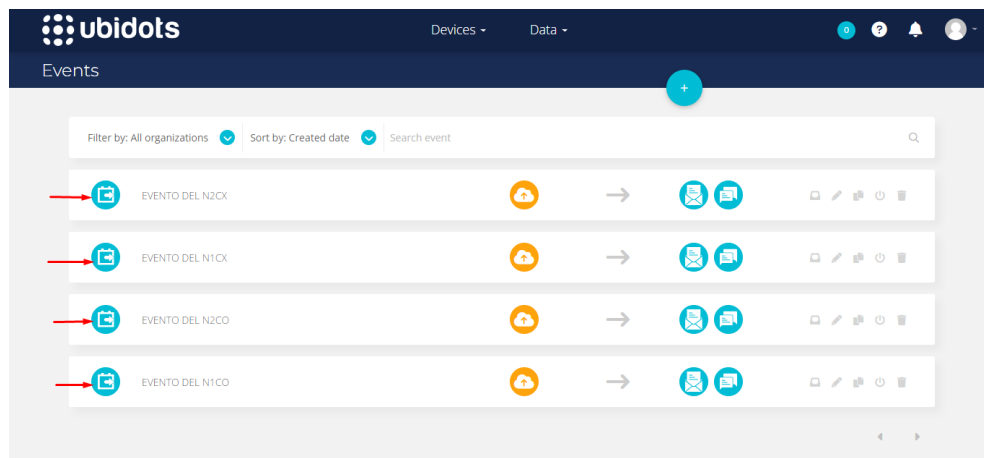 ubidots
Devices
Data
0
?
Events
+
Filter by: All organizations
Sort by: Created date
Search event
EVENTO DEL N2CX
EVENTO DEL N1CX
EVENTO DEL N2CO
EVENTO DEL N1CO